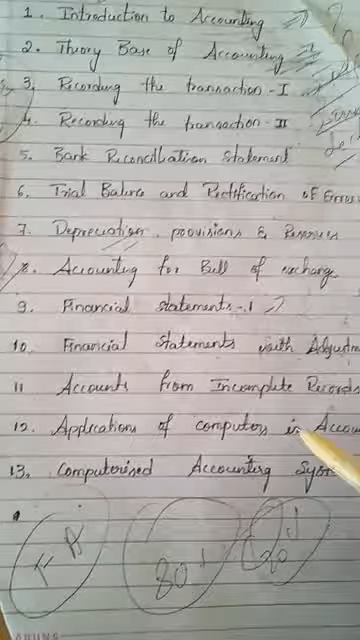 1. Introduction to Accounting
2. Theory Base of Accounting
3. Recording the transaction - I
4. Recording the transaction - II
5. Bank Reconciliation Statement
6. Trial Balance and Rectification of Errors
7. Depreciation, provisions & Reserves
8. Accounting for Bill of exchange
9. Financial statements - 1
10. Financial Statements with Adjustm
11 Accounts from Incomplete Records
12. Applications of computers in Accou
13. Computerised Accounting Syst
80